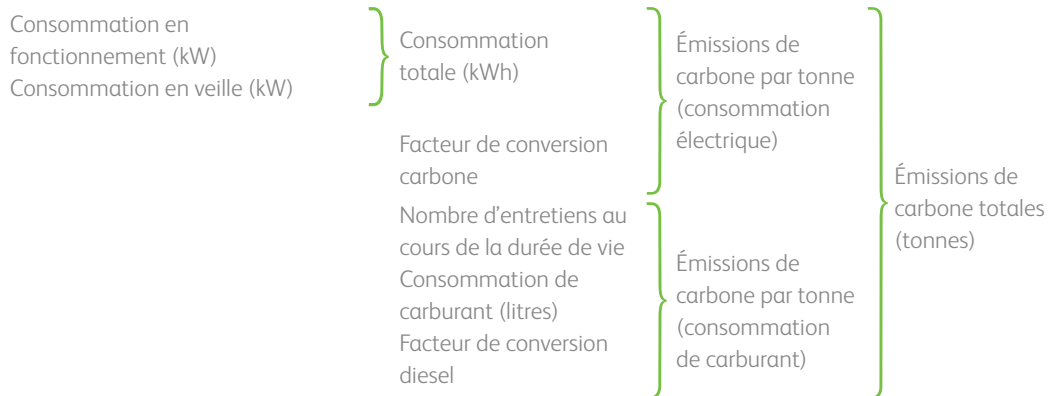 Consommation en
fonctionnement (kW)
Consommation en veille (kW)
Consommation
totale (kWh)
Facteur de conversion
carbone
Nombre d'entretiens au
cours de la durée de vie
Consommation de
carburant (litres)
Facteur de conversion
diesel
Émissions de
carbone par tonne
(consommation
électrique)
Émissions de
carbone par tonne
(consommation
de carburant)
Émissions de
carbone totales
(tonnes)